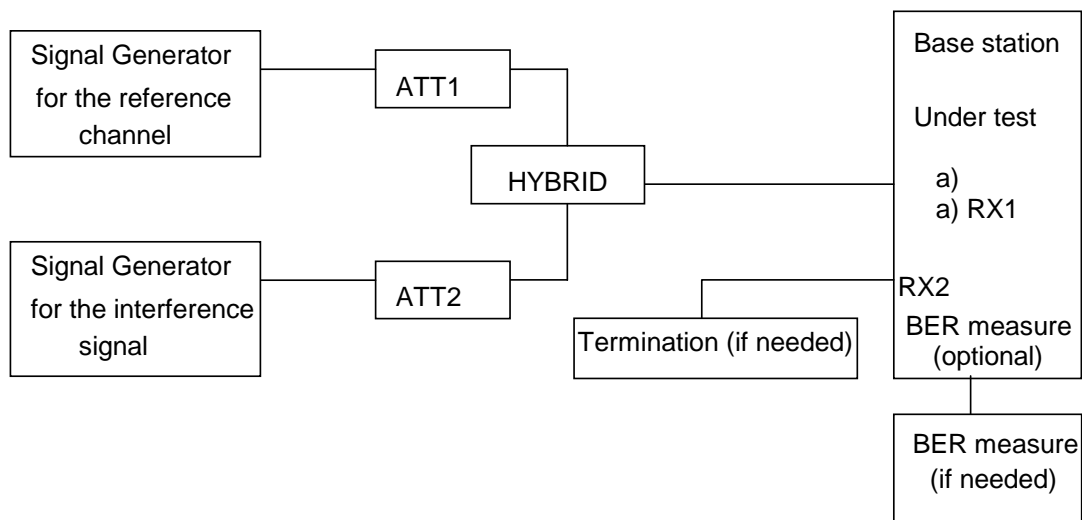 Signal Generator
for the reference
channel
ATT1
HYBRID
Signal Generator
for the interference
signal
ATT2
Termination (if needed)
Base station
Under test
a)
a) RX1
RX2
BER measure
(optional)
BER measure
(if needed)